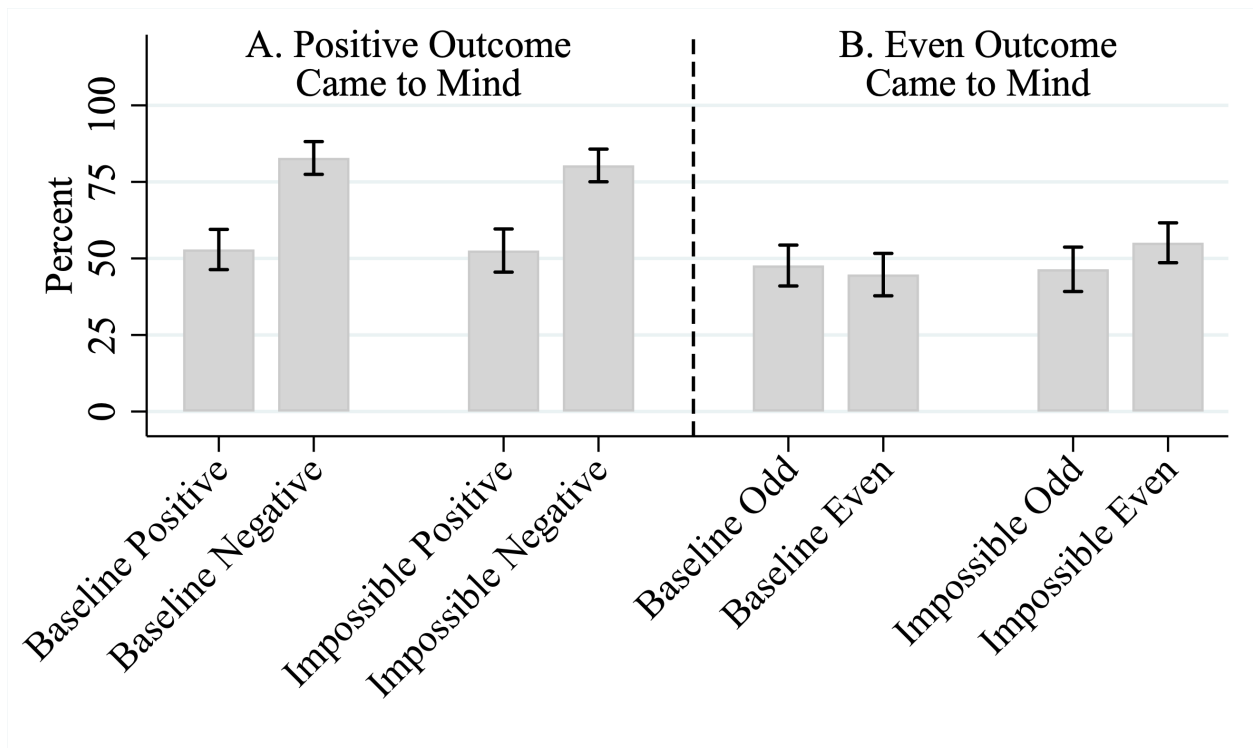 A. Positive Outcome
Came to Mind
B. Even Outcome
Came to Mind
Percent
100
75
50
25
0
Baseline Positive
Baseline Negative
Impossible Positive
Impossible Negative
Baseline Odd
Baseline Even
Impossible Odd
Impossible Even